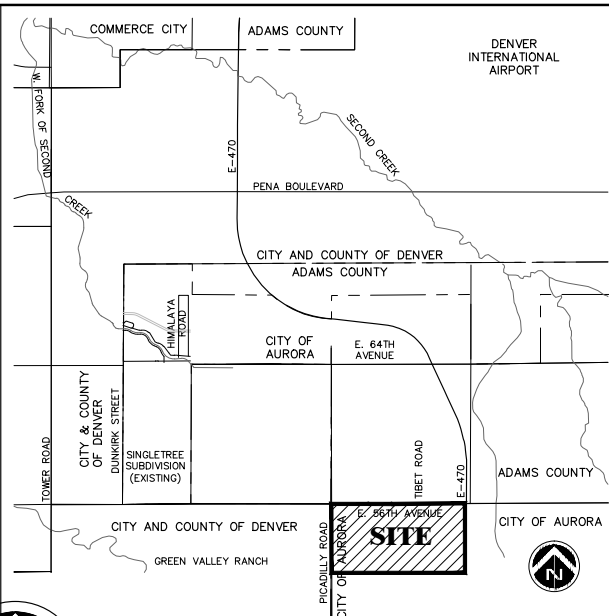 COMMERCE CITY
ADAMS COUNTY
DENVER
INTERNATIONAL
AIRPORT
W. FORK OF SECOND
CREEK
E-470
SECOND CREEK
PENA BOULEVARD
CITY AND COUNTY OF DENVER
ADAMS COUNTY
HIMALAYA
ROAD
CITY OF
AURORA
E. 64TH
AVENUE
CITY & COUNTY
OF DENVER
DUNKIRK STREET
TOWER ROAD
SINGLETREE
SUBDIVISION
(EXISTING)
TIBET ROAD
E-470
ADAMS COUNTY
E. 56TH AVENUE
CITY AND COUNTY OF DENVER
SITE
CITY OF AURORA
GREEN VALLEY RANCH
PICADILLY ROAD
CITY OF AURORA
N